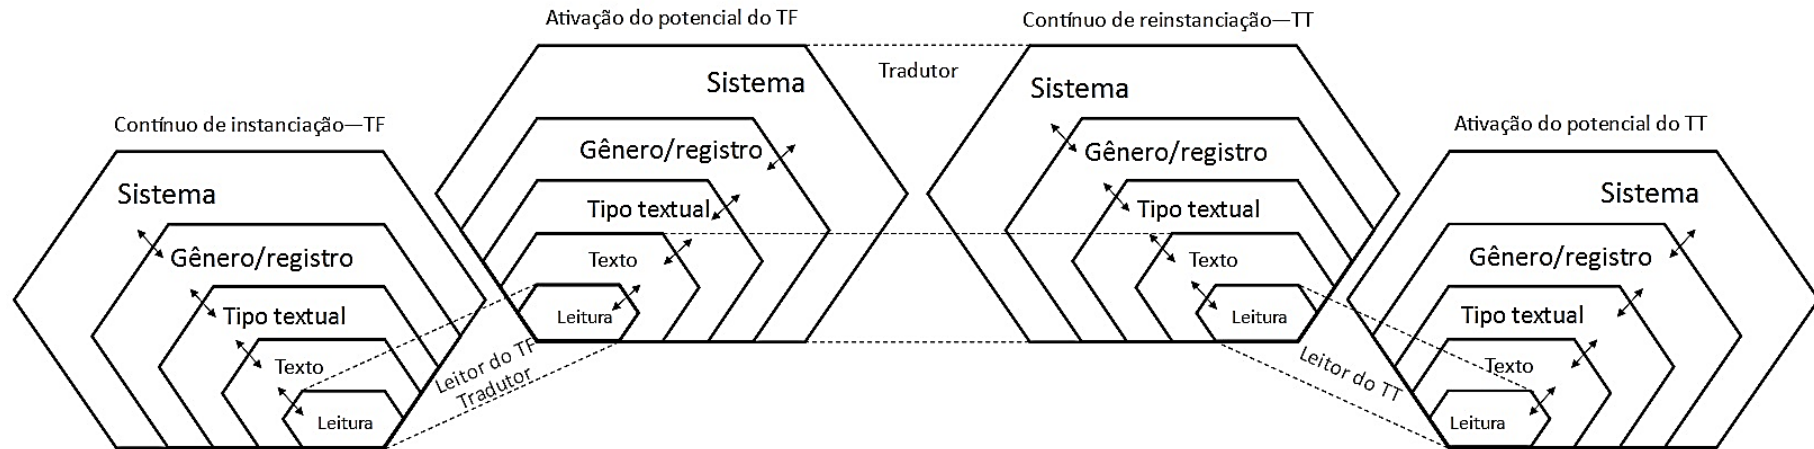 Contínuo de instanciação—TF
Sistema
Gênero/registro
Tipo textual
Texto
Leitura
Leitor do TF
Tradutor
Ativação do potencial do TF
Sistema
Gênero/registro
Tipo textual
Texto
Leitura
Tradutor
Contínuo de reinstanciação—TT
Sistema
Gênero/registro
Tipo textual
Texto
Leitura
Leitor do TT
Ativação do potencial do TT
Sistema
Gênero/registro
Tipo textual
Texto
Leitura